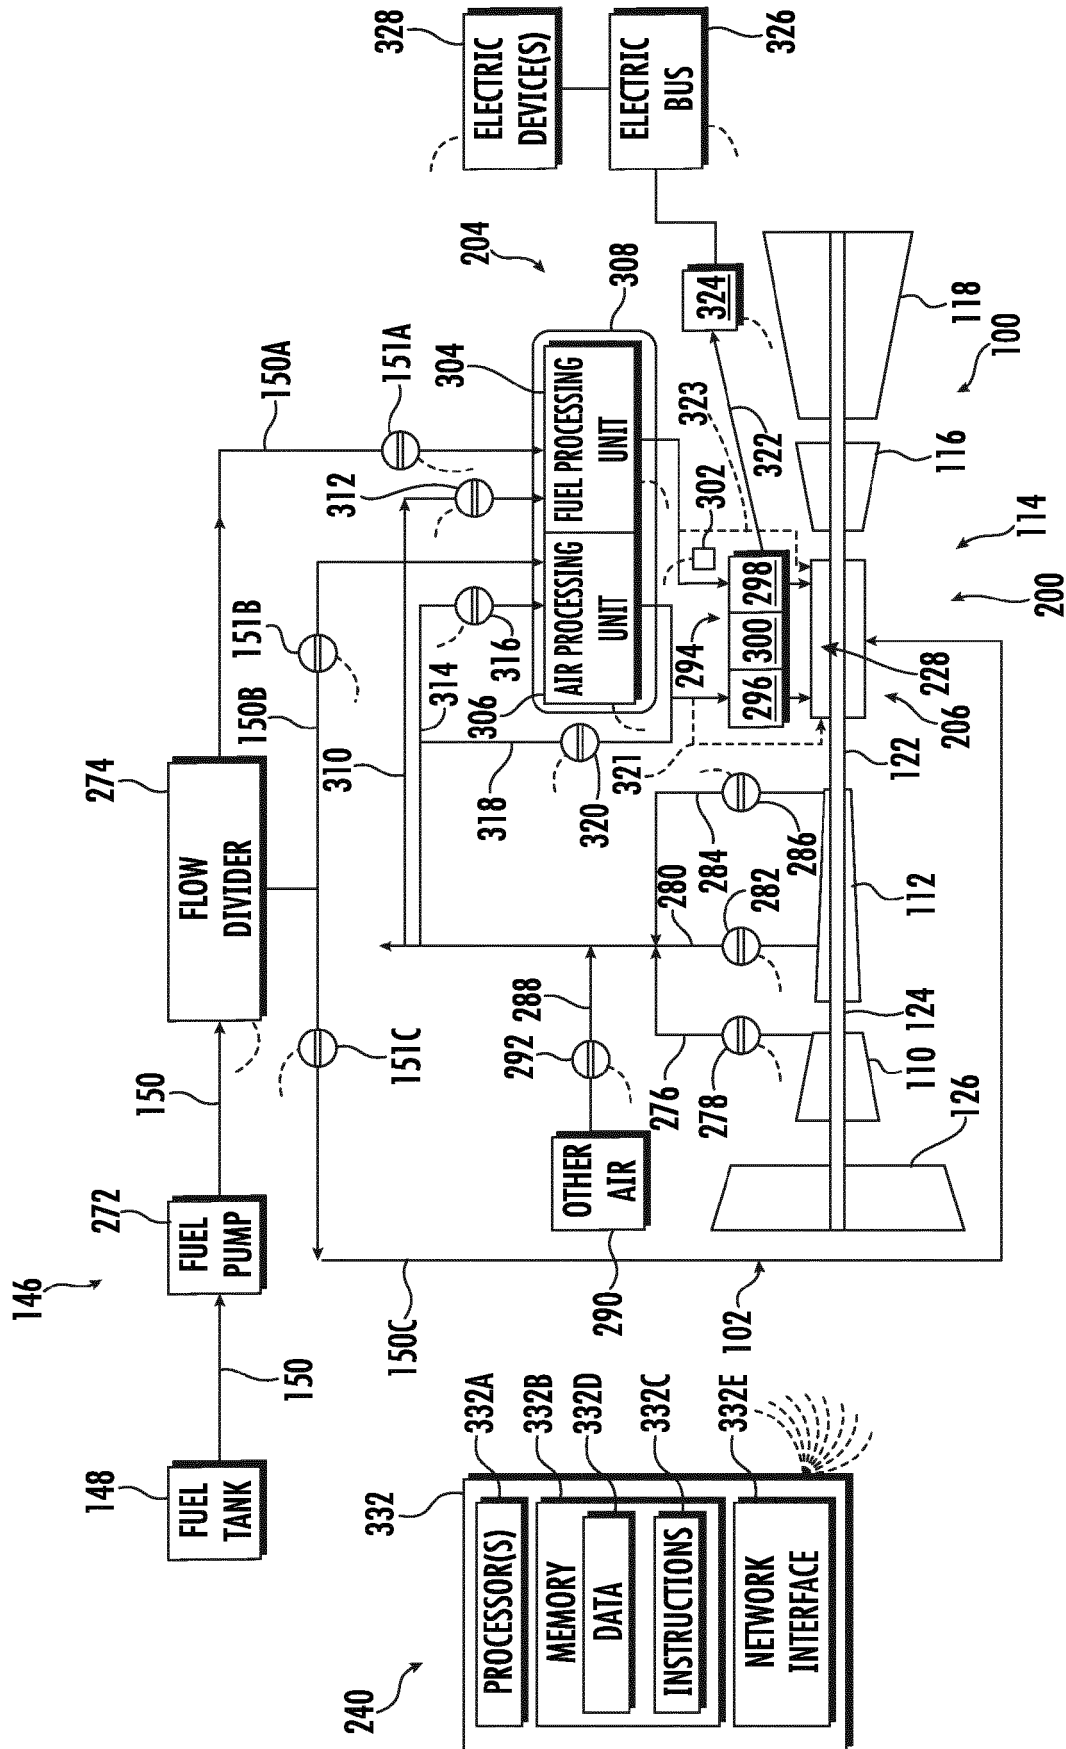 146
148
FUEL
TANK
150
272
FUEL
PUMP
150
274
FLOW
DIVIDER
151C
150B
151B
150A
151A
150C
310
312
314
316
318
320
304
306
AIR PROCESSING
UNIT
FUEL PROCESSING
UNIT
308
204
328
ELECTRIC
DEVICE(S)
326
ELECTRIC
BUS
324
322
323
302
321
294
296
300
298
290
OTHER
AIR
292
288
276
278
280
282
284
286
102
126
110
124
112
122
206
228
200
114
116
100
118
240
332
PROCESSOR(S)
332A
MEMORY
332B
DATA
332D
INSTRUCTIONS
332C
NETWORK
INTERFACE
332E